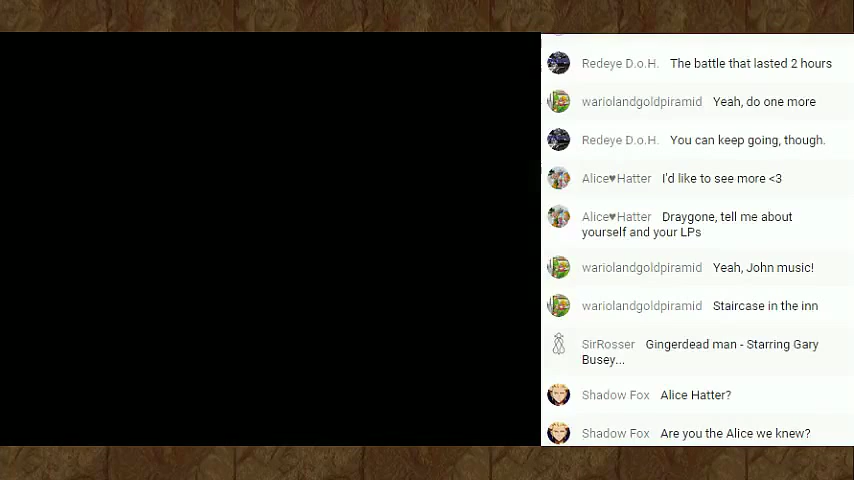 Redeye D.o.H. The battle that lasted 2 hours
wariolandgoldpiramid Yeah, do one more
Redeye D.o.H. You can keep going, though.
Alice♥Hatter I'd like to see more <3
Alice♥Hatter Draygone, tell me about
yourself and your LPs
wariolandgoldpiramid Yeah, John music!
wariolandgoldpiramid Staircase in the inn
SirRosser Gingerdead man - Starring Gary
Busey...
Shadow Fox Alice Hatter?
Shadow Fox Are you the Alice we knew?